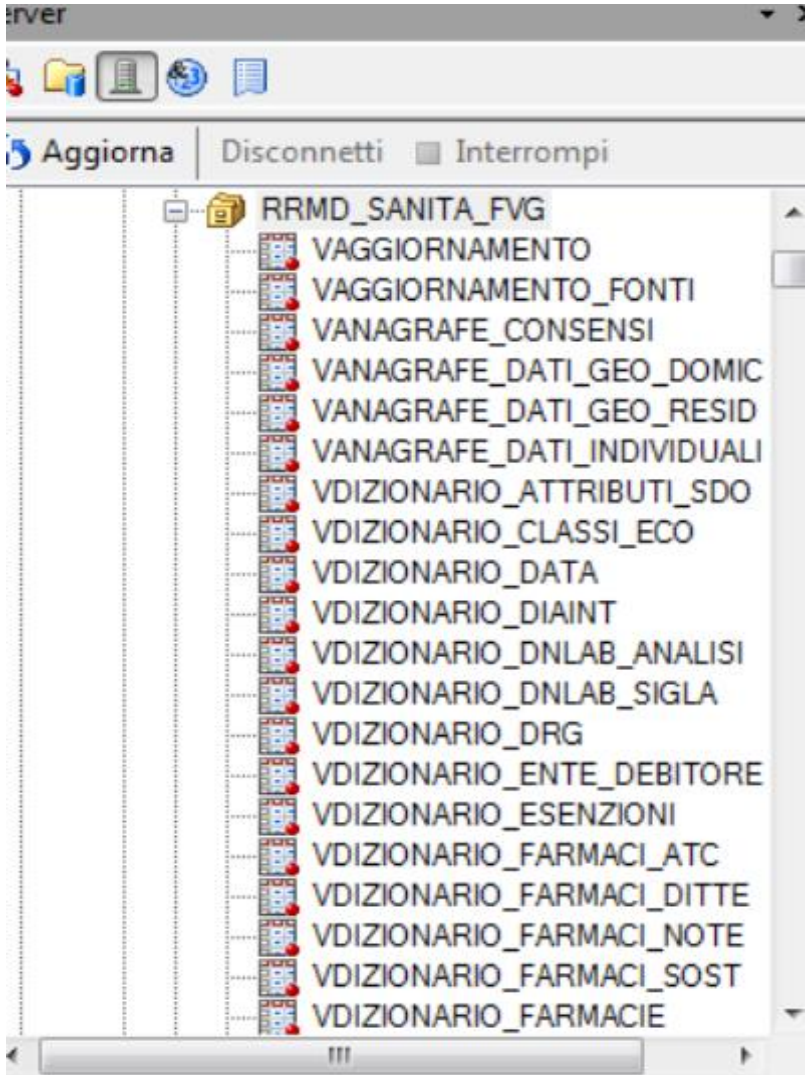 erver
Aggiorna Disconnetti Interrompi
RRMD_SANITA_FVG
VAGGIORNAMENTO
VAGGIORNAMENTO_FONTI
VANAGRAFE_CONSENSI
VANAGRAFE_DATI_GEO_DOMIC
VANAGRAFE_DATI_GEO_RESID
VANAGRAFE_DATI_INDIVIDUALI
VDIZIONARIO_ATTRIBUTI_SDO
VDIZIONARIO_CLASSI_ECO
VDIZIONARIO_DATA
VDIZIONARIO_DIAINT
VDIZIONARIO_DNLAB_ANALISI
VDIZIONARIO_DNLAB_SIGLA
VDIZIONARIO_DRG
VDIZIONARIO_ENTE_DEBITORE
VDIZIONARIO_ESENZIONI
VDIZIONARIO_FARMACI_ATC
VDIZIONARIO_FARMACI_DITTE
VDIZIONARIO_FARMACI_NOTE
VDIZIONARIO_FARMACI_SOST
VDIZIONARIO_FARMACIE